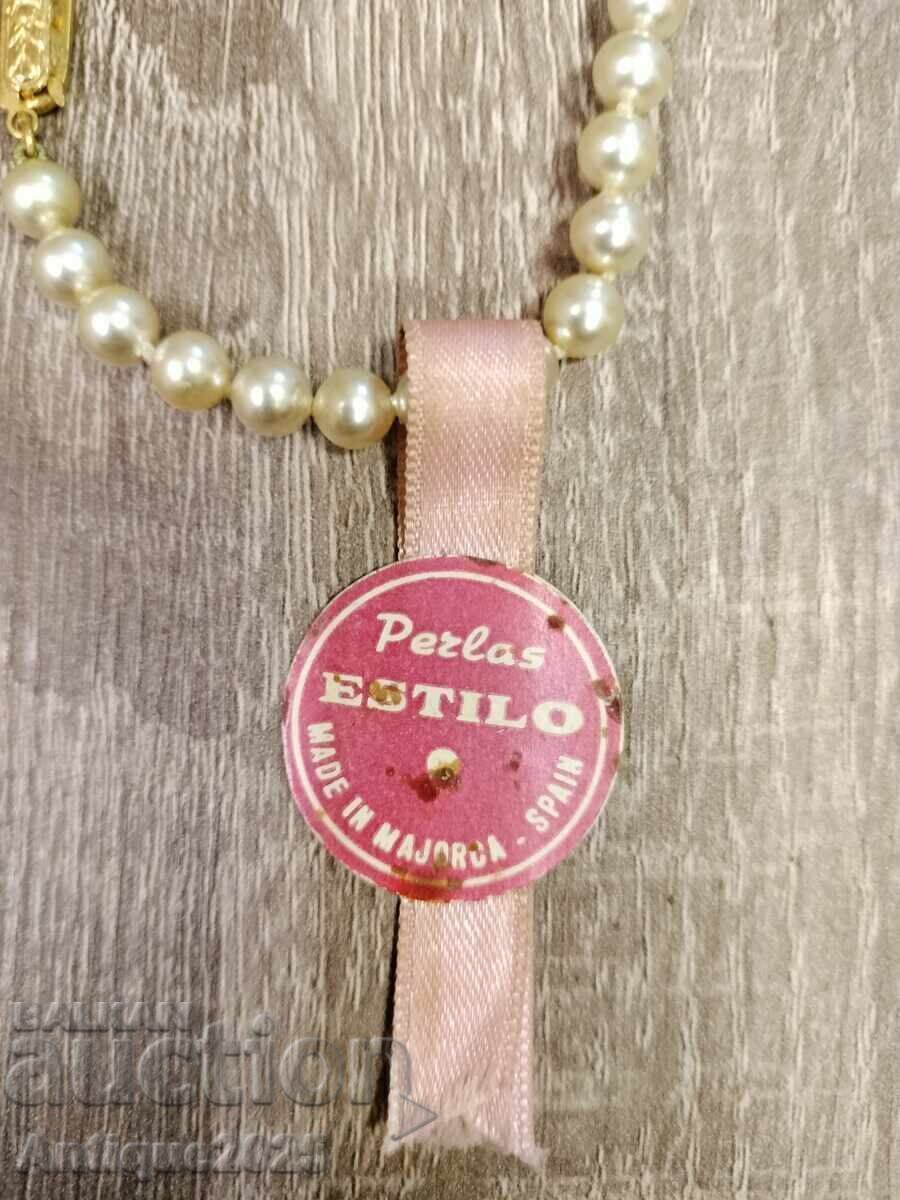 Perlas
ESTILO
MADE IN MAJORCA - SPAIN
BALKAN
auction
Antique2025